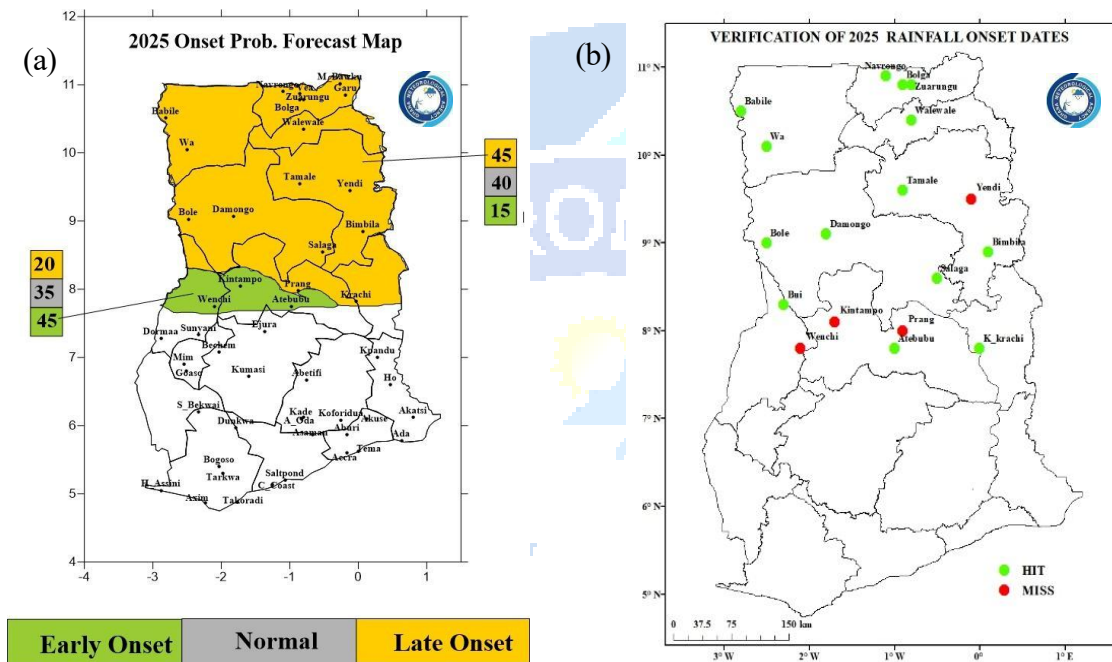 (a)
2025 Onset Prob. Forecast Map
12
11
10
9
8
7
6
5
4
-4
-3
-2
-1
0
1
M_Bawku
Navrongo
Garu
Zuarungu
Bolga
Babile
Walewale
Wa
Tamale
Yendi
Bole
Damongo
Bimbila
Salaga
Kintampo
Prang
Krachi
Wenchi
Atebubu
Ejura
Dormaa
Sunyani
Bechem
Kpandu
Mim
Goaso
Kumasi
Abetifi
Ho
S_Bekwai
Kade
Koforidua
Akatsi
A_Oda
Akuse
Dunkwa
Asaman
Aburi
Ada
Tema
Accra
Bogoso
Tarkwa
Saltpond
H_Assini
C_Coast
Axim
Takoradi
45
40
15
20
35
45
Early Onset
Normal
Late Onset
(b)
VERIFICATION OF 2025 RAINFALL ONSET DATES
11° N
10° N
9° N
8° N
7° N
6° N
5° N
3° W
2° W
1° W
0°
1° E
Navrongo
Bolga
Zuarungu
Babile
Walewale
Wa
Tamale
Yendi
Damongo
Bole
Bimbila
Salaga
Bui
Kintampo
Prang
Wenchi
Atebubu
K_krachi
HIT
MISS
0 37.5 75 150 km